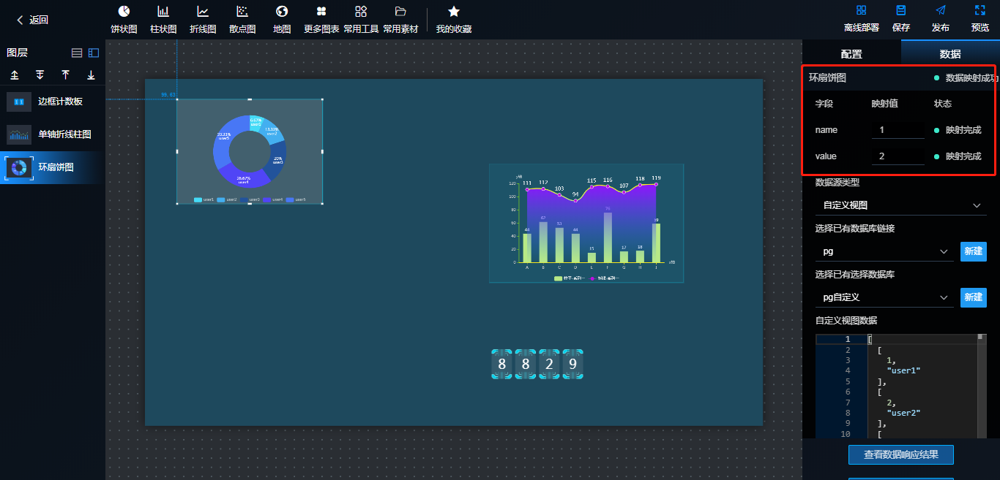 返回
饼状图
柱状图
折线图
散点图
地图
更多图表
常用工具
常用素材
我的收藏
离线部署
保存
发布
预览
图层
边框计数板
单轴折线柱图
环扇饼图
99,63
6.67%
user1
13.33%
user2
20%
user3
26.67%
user4
33.33%
user5
user1 user2 user3 user4 user5
y轴
120
100
80
60
40
20
0
111 112 103 94 115 116 107 118 119
44 62 53 44 15 76 17 18 59
A B C D E F G H J
8 8 2 9
配置
数据
环扇饼图
数据映射成功
字段 映射值 状态
name 1 映射完成
value 2 映射完成
数据源类型
自定义视图
选择已有数据库链接
pg
新建
选择已有选择数据库
pg自定义
新建
自定义视图数据
1 [
2 [
3 1,
4 "user1"
5 ],
6 [
7 2,
8 "user2"
9 ],
10 [
查看数据响应结果